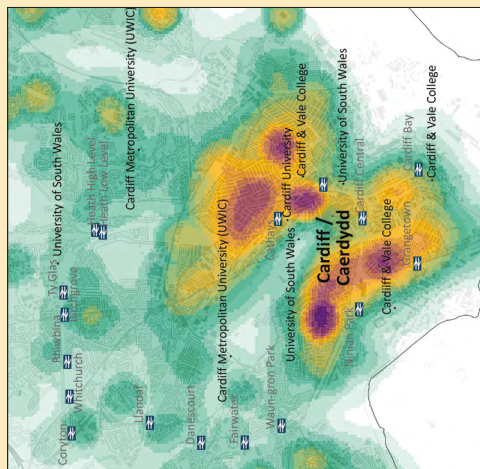 Coryton
Rhiwbina
Ty Glas
University of South Wales
Whitchurch
Birchgrove
Heath High Level
Heath Low Level
Cardiff Metropolitan University (UWIC)
Llandaf
Danescourt
Cardiff Metropolitan University (UWIC)
Fairwater
Waun-gron Park
Cathays
Cardiff University
University of South Wales
Cardiff & Vale College
Cardiff /
Caerdydd
University of South Wales
Ninian Park
Cardiff Central
Cardiff & Vale College
Grangetown
Cardiff Bay
Cardiff & Vale College